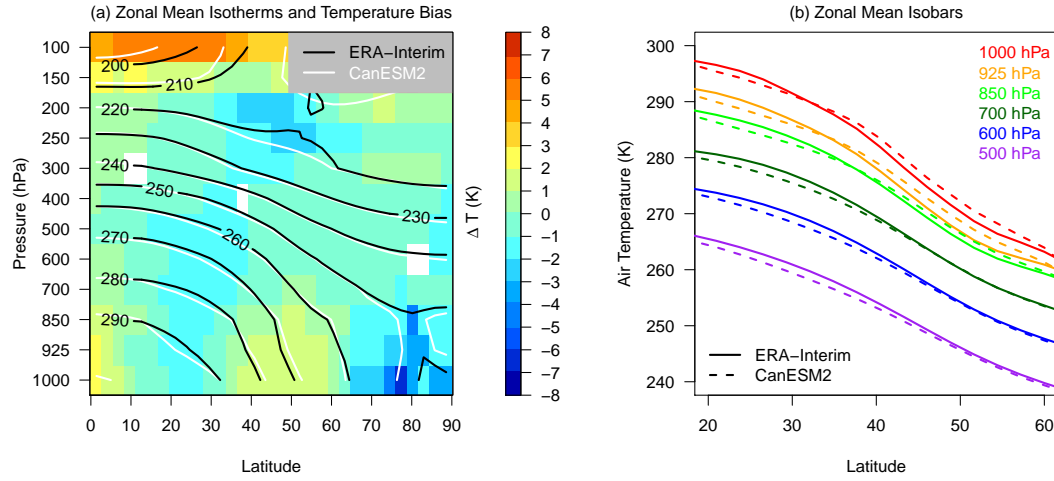 (a) Zonal Mean Isotherms and Temperature Bias
Pressure (hPa)
100
150
200
250
300
400
500
600
700
850
925
1000
200
210
220
240
250
230
270
260
280
290
ERA−Interim
CanESM2
0 10 20 30 40 50 60 70 80 90
Latitude
Δ T (K)
8
7
6
5
4
3
2
1
0
−1
−2
−3
−4
−5
−6
−7
−8
(b) Zonal Mean Isobars
Air Temperature (K)
300
290
280
270
260
250
240
1000 hPa
925 hPa
850 hPa
700 hPa
600 hPa
500 hPa
ERA−Interim
CanESM2
20 30 40 50 60
Latitude